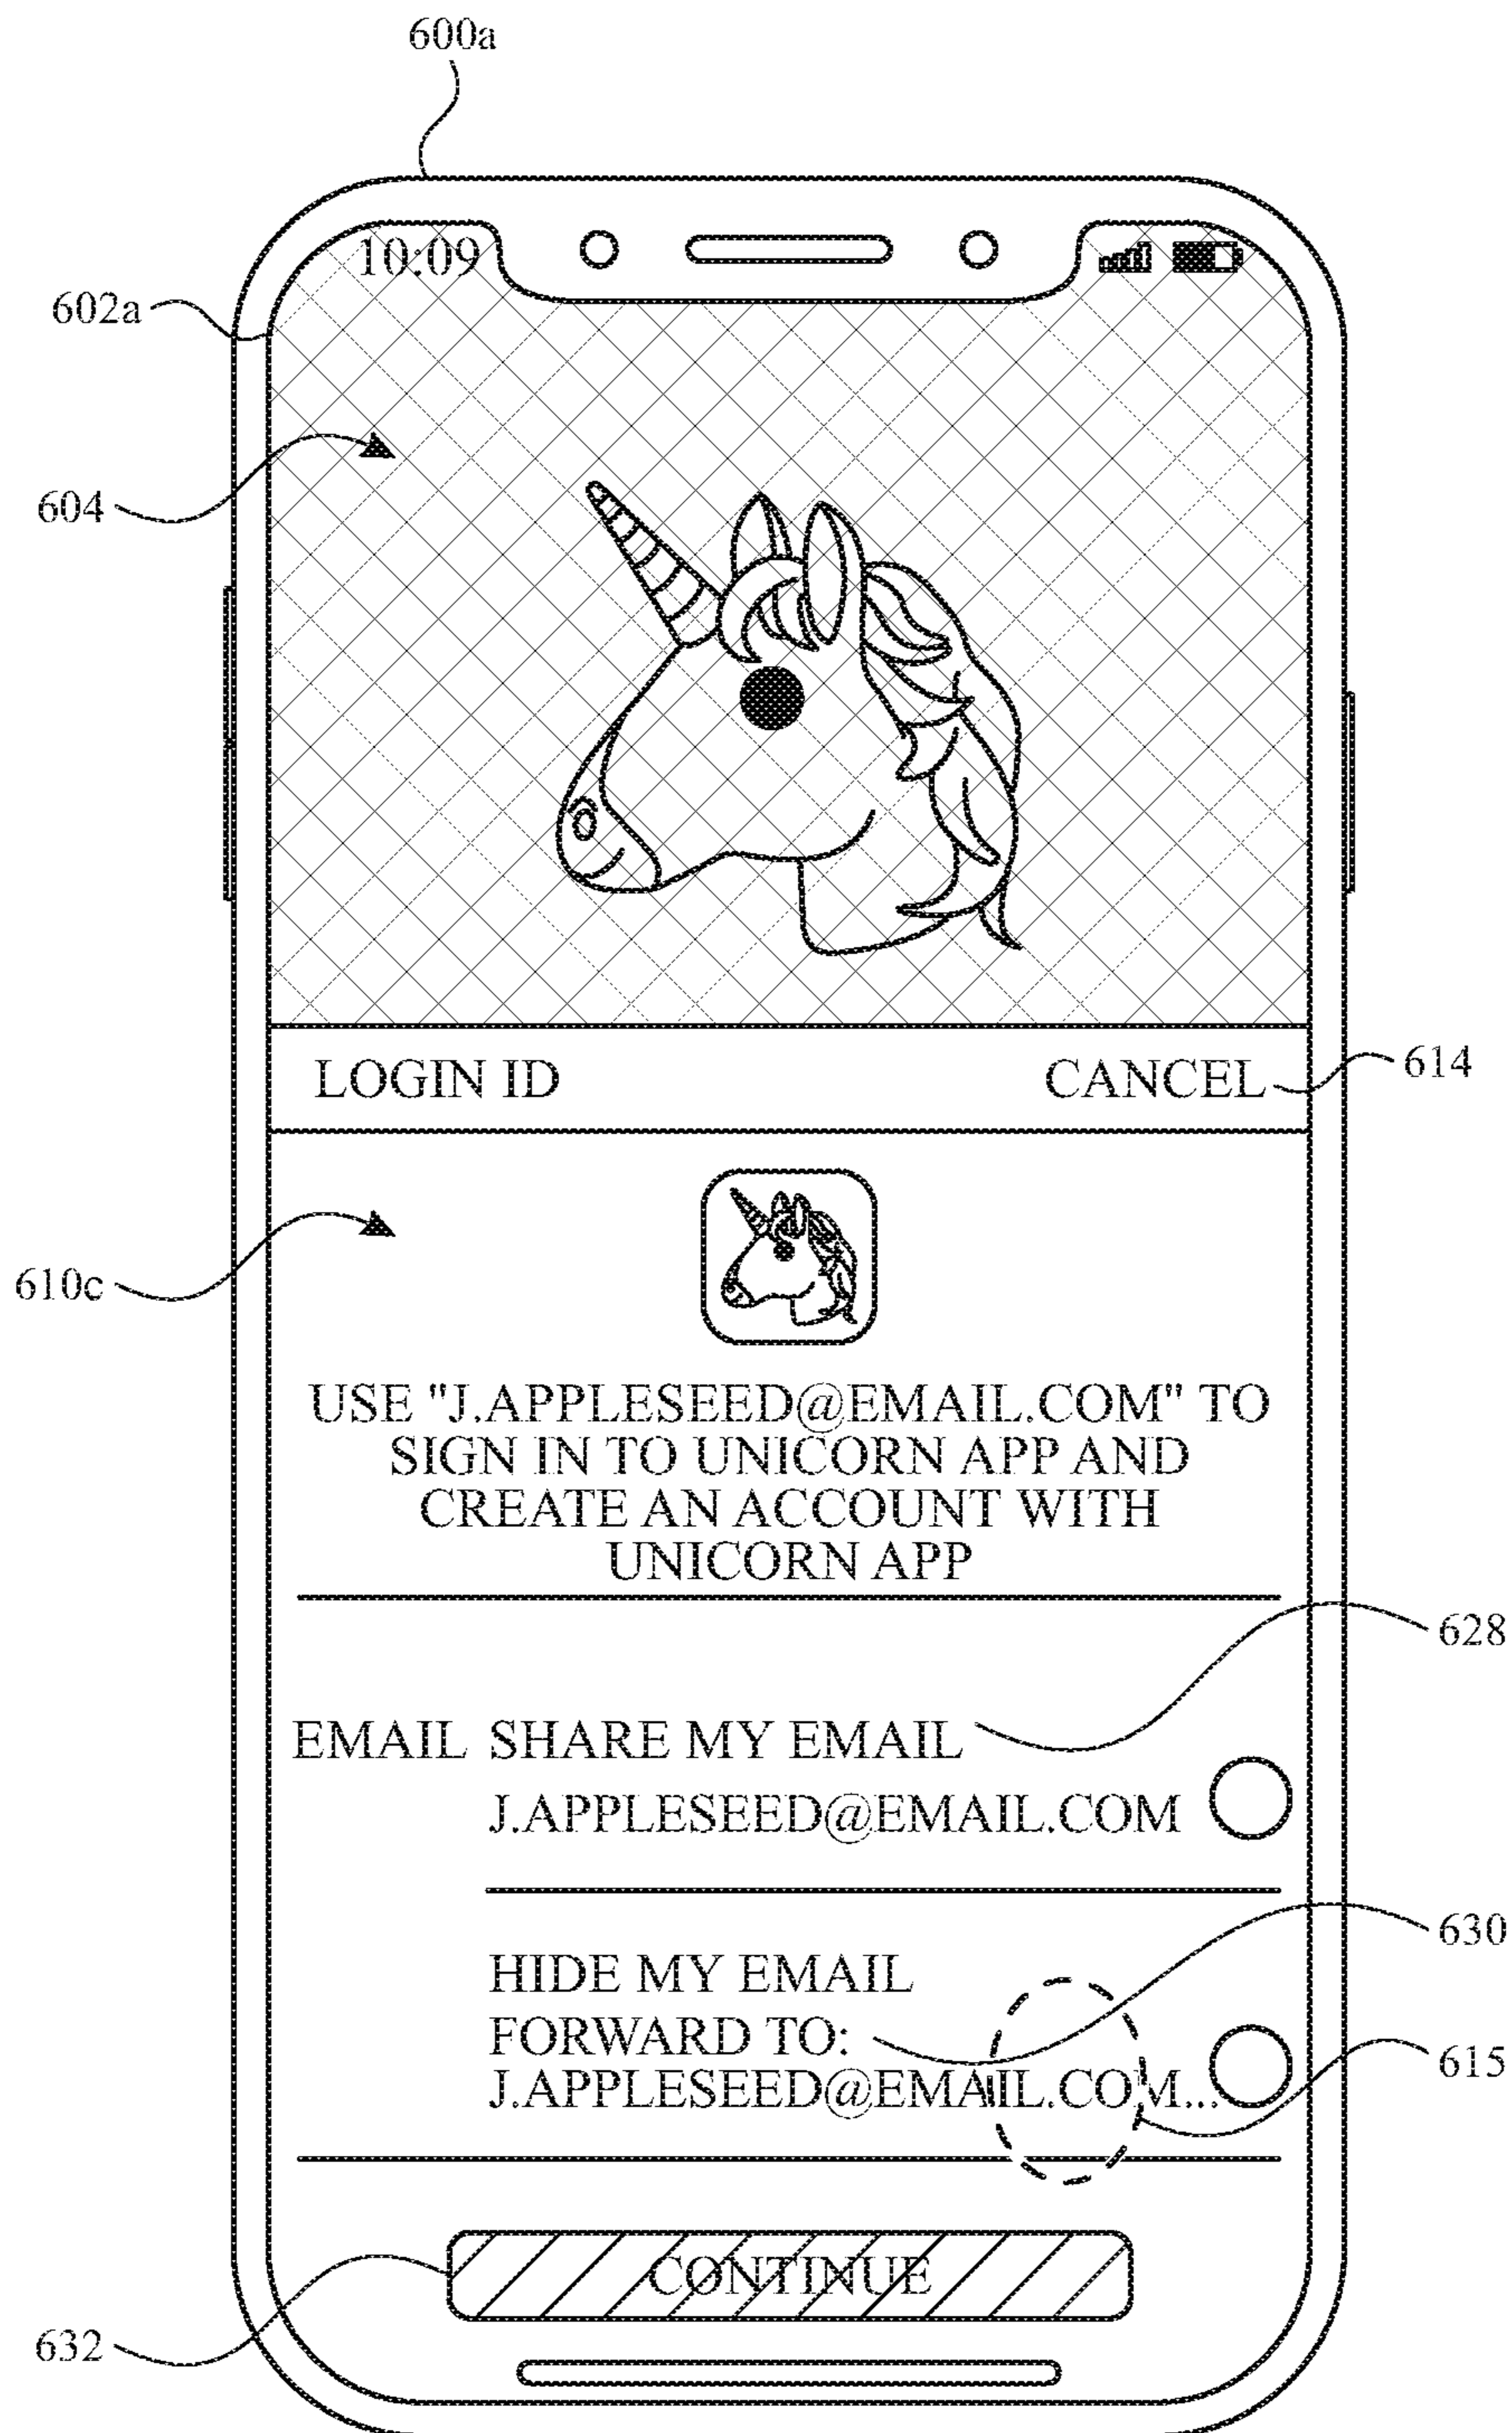 600a
10:09
602a
604
LOGIN ID CANCEL
614
610c
USE "J.APPLESEED@EMAIL.COM" TO
SIGN IN TO UNICORN APP AND
CREATE AN ACCOUNT WITH
UNICORN APP
628
EMAIL SHARE MY EMAIL
J.APPLESEED@EMAIL.COM
630
HIDE MY EMAIL
FORWARD TO:
615
J.APPLESEED@EMAIL.COM...
CONTINUE
632